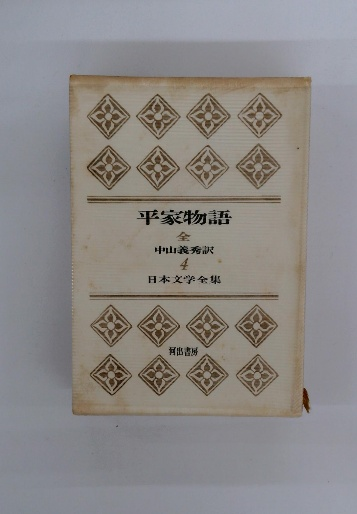 平家物語
全
中山義秀訳
4
日本文学全集
河出書房